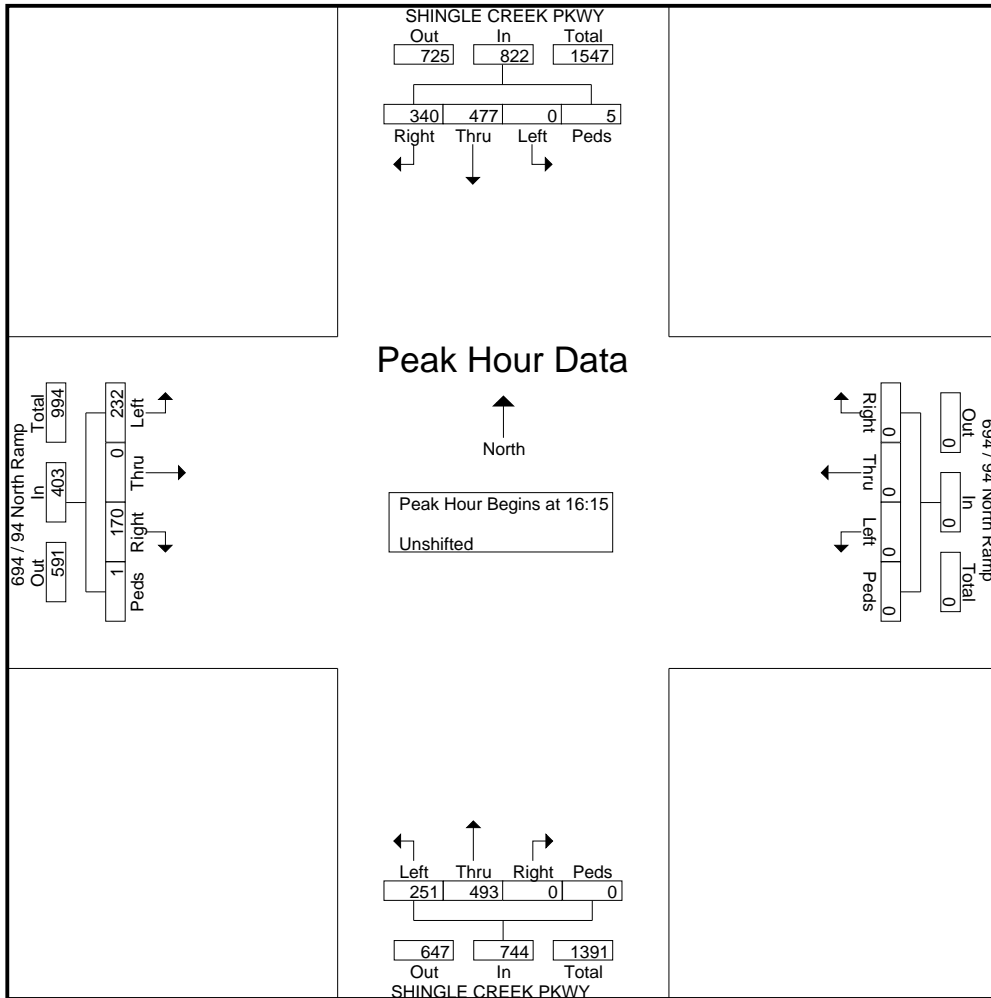 SHINGLE CREEK PKWY
Out In Total
725 822 1547
340 477 0 5
Right Thru Left Peds
Peak Hour Data
North
Peak Hour Begins at 16:15
Unshifted
694 / 94 North Ramp
Out In Total
591 403 994
232 0 170 1
Left Thru Right Peds
694 / 94 North Ramp
Out In Total
0 0 0
0 0 0 0
Right Thru Left Peds
Left Thru Right Peds
251 493 0 0
647 744 1391
Out In Total
SHINGLE CREEK PKWY